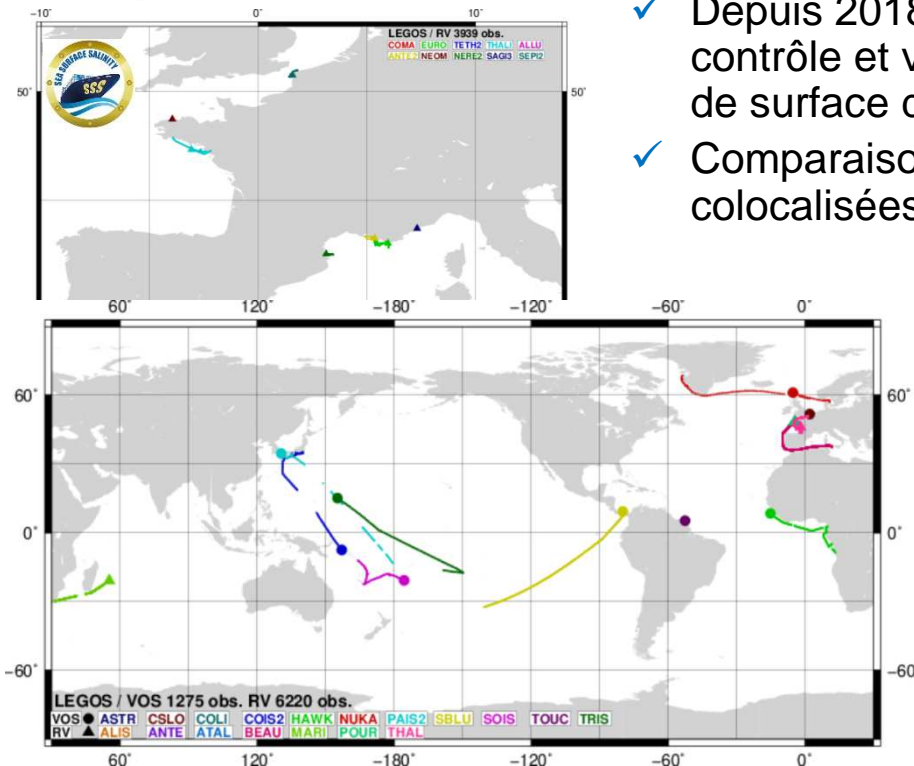 -10° 0° 10°
LEGOS / RV 3939 obs.
COMA EURO TETH2 THALI ALLU
ANTE2 NEOM NERE2 SAGI3 SEPI2
SEA SURFACE SALINITY
SSS
50° 50°
✓ Depuis 2018
contrôle et v
de surface
✓ Comparaiso
colocalisées
60° 120° -180° -120° -60° 0°
60° 60°
0° 0°
-60° -60°
LEGOS / VOS 1275 obs. RV 6220 obs.
VOS ● ASTR CSLO COLI COIS2 HAWK NUKA PAIS2 SBLU SOIS TOUC TRIS
RV ▲ ALIS ANTE ATAL BEAU MARI POUR THAL
60° 120° -180° -120° -60° 0°